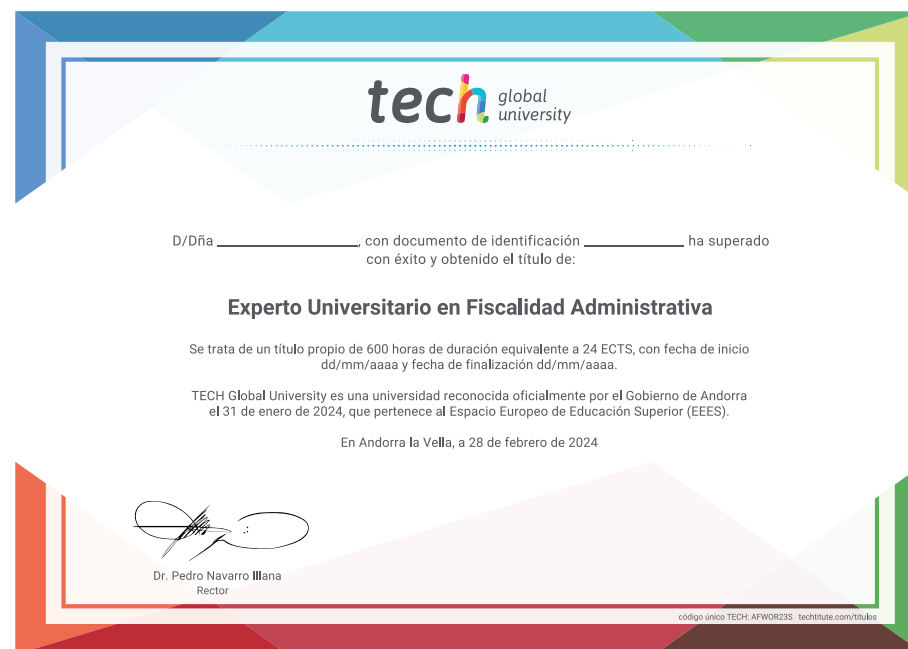 tech global university
D/Dña ______________, con documento de identificación __________ ha superado
con éxito y obtenido el título de:
Experto Universitario en Fiscalidad Administrativa
Se trata de un título propio de 600 horas de duración equivalente a 24 ECTS, con fecha de inicio
dd/mm/aaaa y fecha de finalización dd/mm/aaaa.
TECH Global University es una universidad reconocida oficialmente por el Gobierno de Andorra
el 31 de enero de 2024, que pertenece al Espacio Europeo de Educación Superior (EEES).
En Andorra la Vella, a 28 de febrero de 2024
Dr. Pedro Navarro Illana
Rector
código único TECH: AFWOR23S techtitute.com/titulos